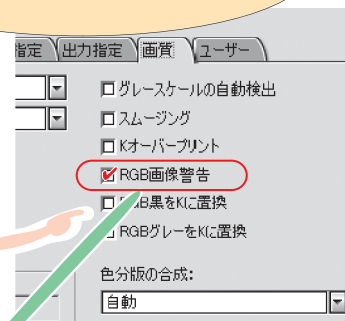 指定 出力指定 画質 ユーザー
グレースケールの自動検出
スムージング
Kオーバープリント
RGB画像警告
RGB黒をKに置換
RGBグレーをKに置換
色分版の合成:
自動